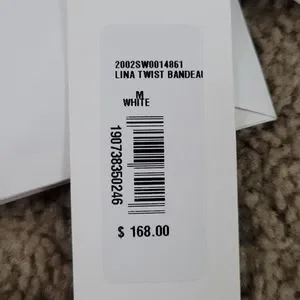 2002SW0014861
LINA TWIST BANDEAU
M
WHITE
190738350246
$ 168.00